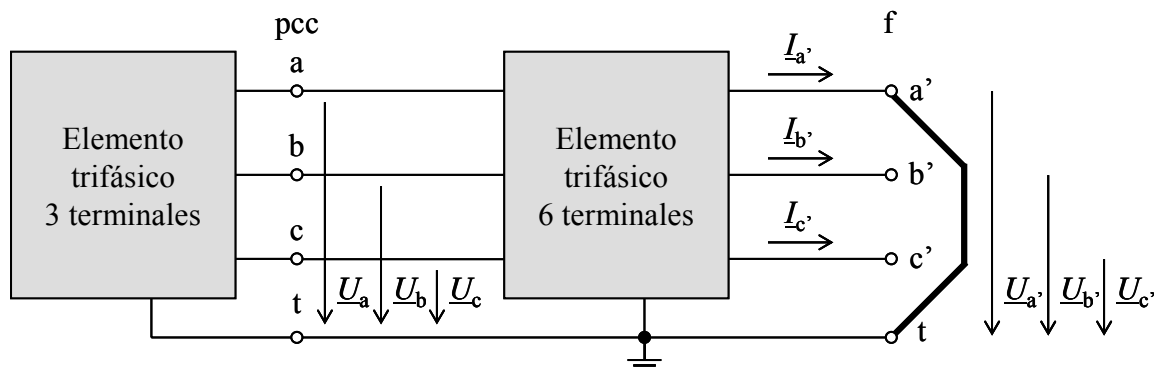 pcc
f
a
b
c
t
Elemento
trifásico
3 terminales
U_a
U_b
U_c
Elemento
trifásico
6 terminales
I_a’
I_b’
I_c’
a’
b’
c’
t
U_a’
U_b’
U_c’